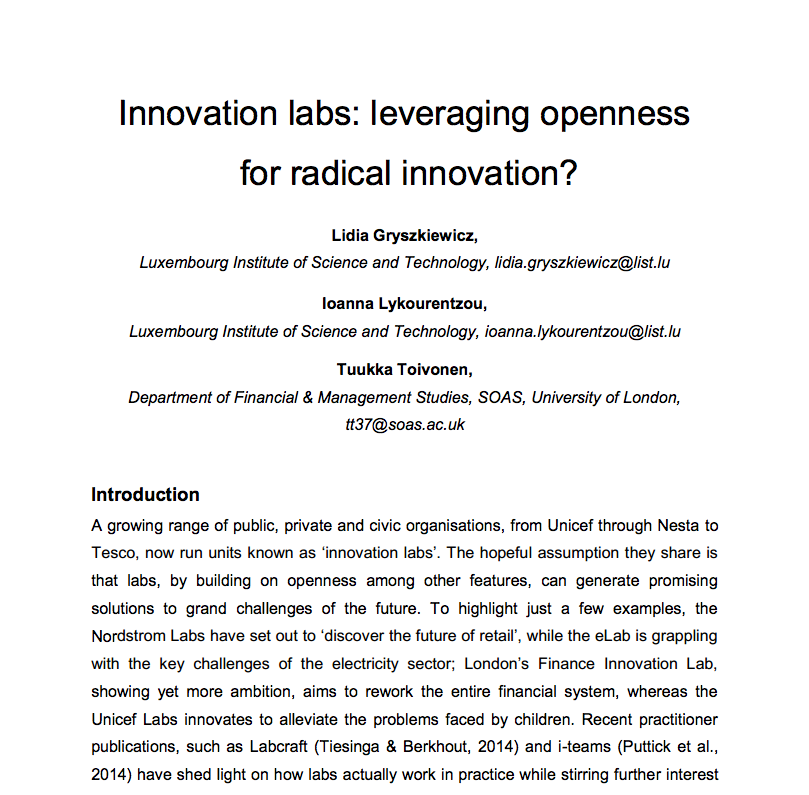 Innovation labs: leveraging openness
for radical innovation?
Lidia Gryszkiewicz,
Luxembourg Institute of Science and Technology, lidia.gryszkiewicz@list.lu
Ioanna Lykourentzou,
Luxembourg Institute of Science and Technology, ioanna.lykourentzou@list.lu
Tuukka Toivonen,
Department of Financial & Management Studies, SOAS, University of London,
tt37@soas.ac.uk
Introduction
A growing range of public, private and civic organisations, from Unicef through Nesta to
Tesco, now run units known as ‘innovation labs’. The hopeful assumption they share is
that labs, by building on openness among other features, can generate promising
solutions to grand challenges of the future. To highlight just a few examples, the
Nordstrom Labs have set out to ‘discover the future of retail’, while the eLab is grappling
with the key challenges of the electricity sector; London’s Finance Innovation Lab,
showing yet more ambition, aims to rework the entire financial system, whereas the
Unicef Labs innovates to alleviate the problems faced by children. Recent practitioner
publications, such as Labcraft (Tiesinga & Berkhout, 2014) and i-teams (Puttick et al.,
2014) have shed light on how labs actually work in practice while stirring further interest